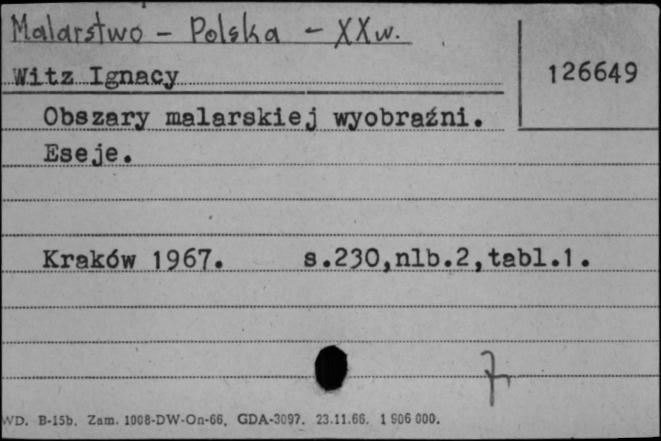 Malarstwo - Polska - XX w.
Witz Ignacy
126649
Obszary malarskiej wyobraźni.
Eseje.
Kraków 1967. s.230,nlb.2,tabl.1.
WD. B-15b. Zam. 1008-DW-On-66, GDA-3097. 23.11.66. 1 906 000.